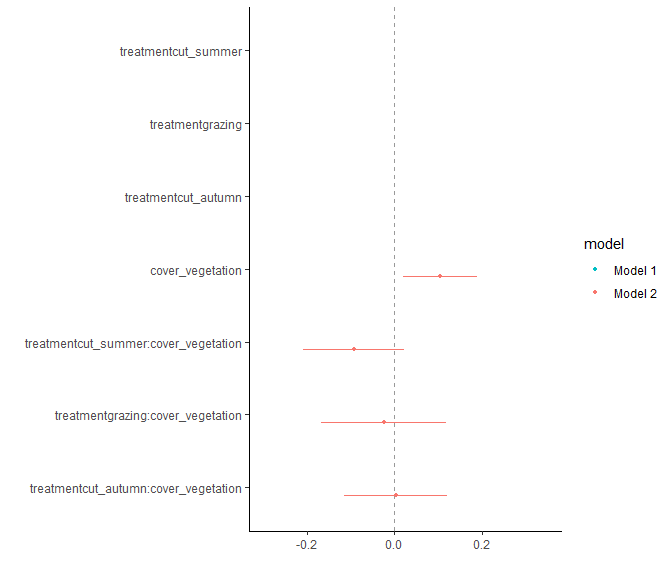 treatmentcut_summer
treatmentgrazing
treatmentcut_autumn
cover_vegetation
treatmentcut_summer:cover_vegetation
treatmentgrazing:cover_vegetation
treatmentcut_autumn:cover_vegetation
-0.2 0.0 0.2
model
Model 1
Model 2